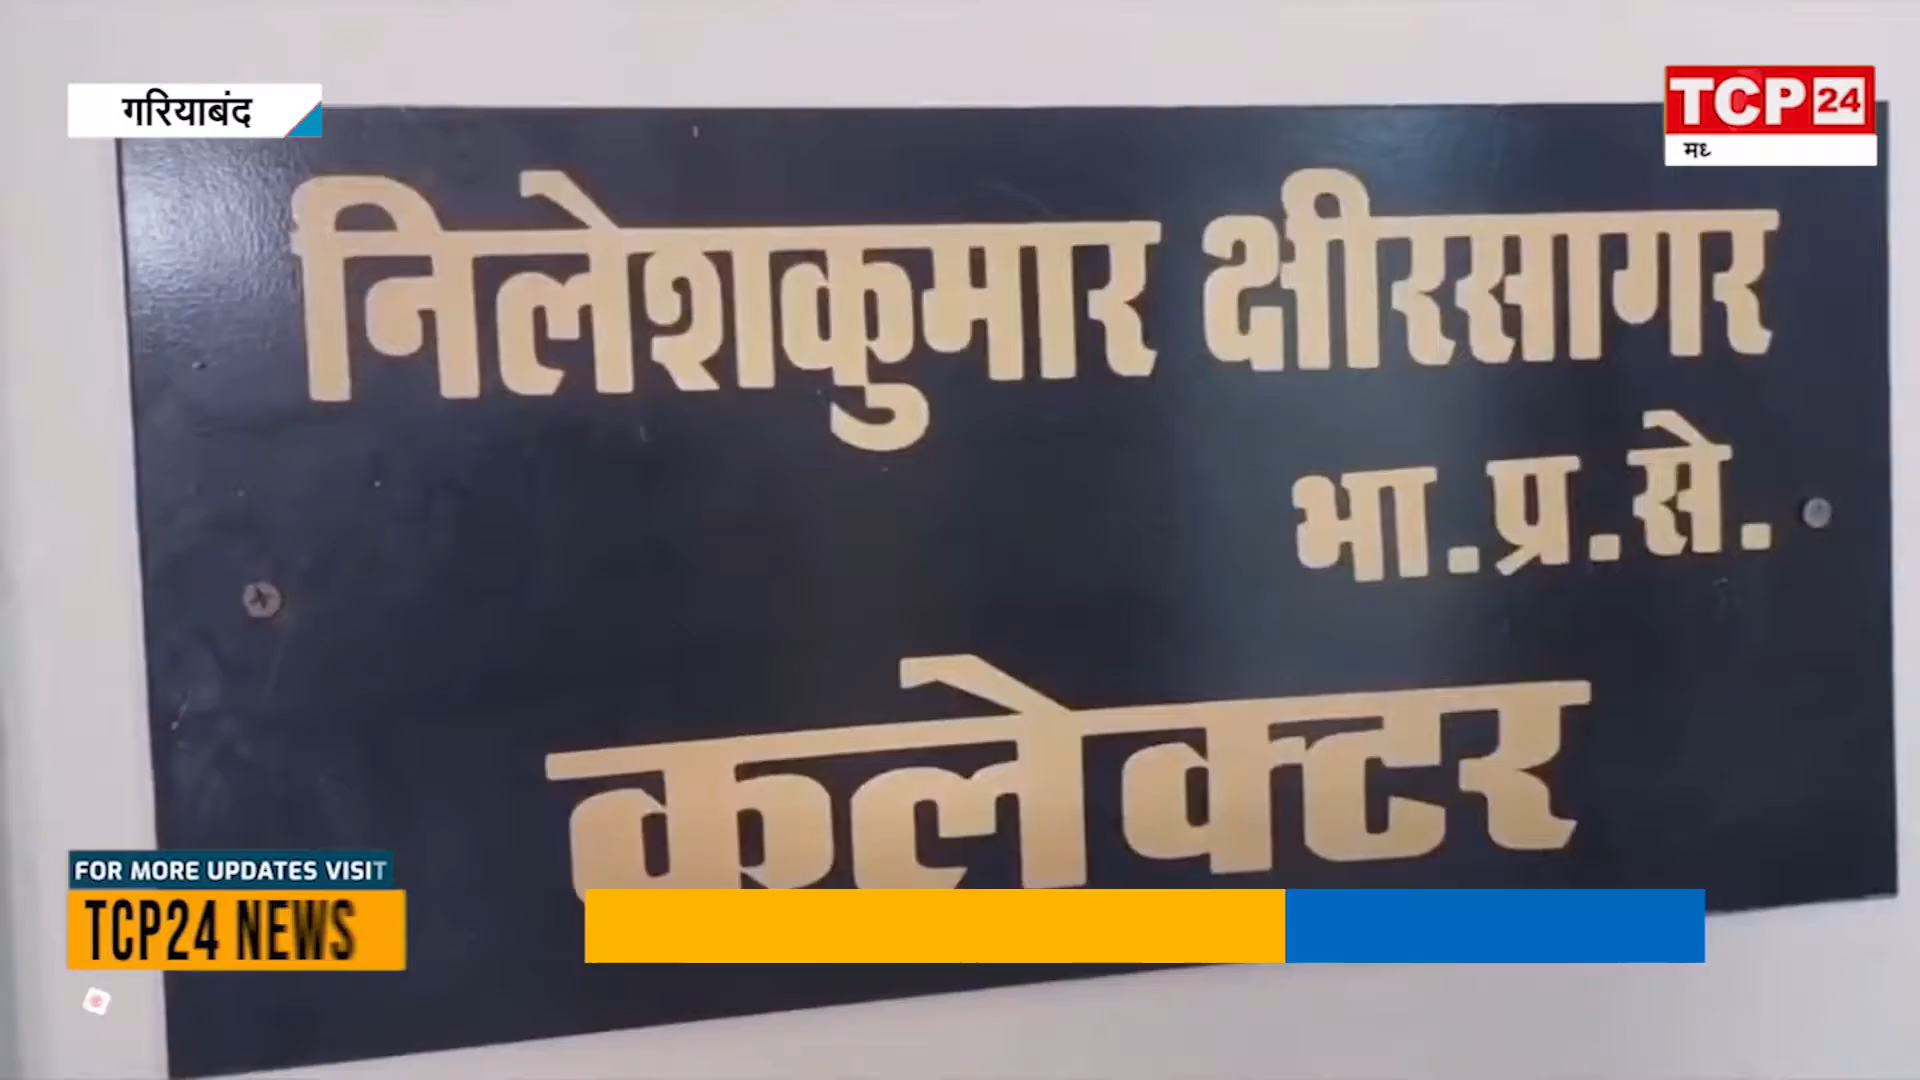 गरियाबंद
TCP 24
मध
निलेशकुमार क्षीरसागर
भा.प्र.से.
कलेक्टर
FOR MORE UPDATES VISIT
TCP24 NEWS